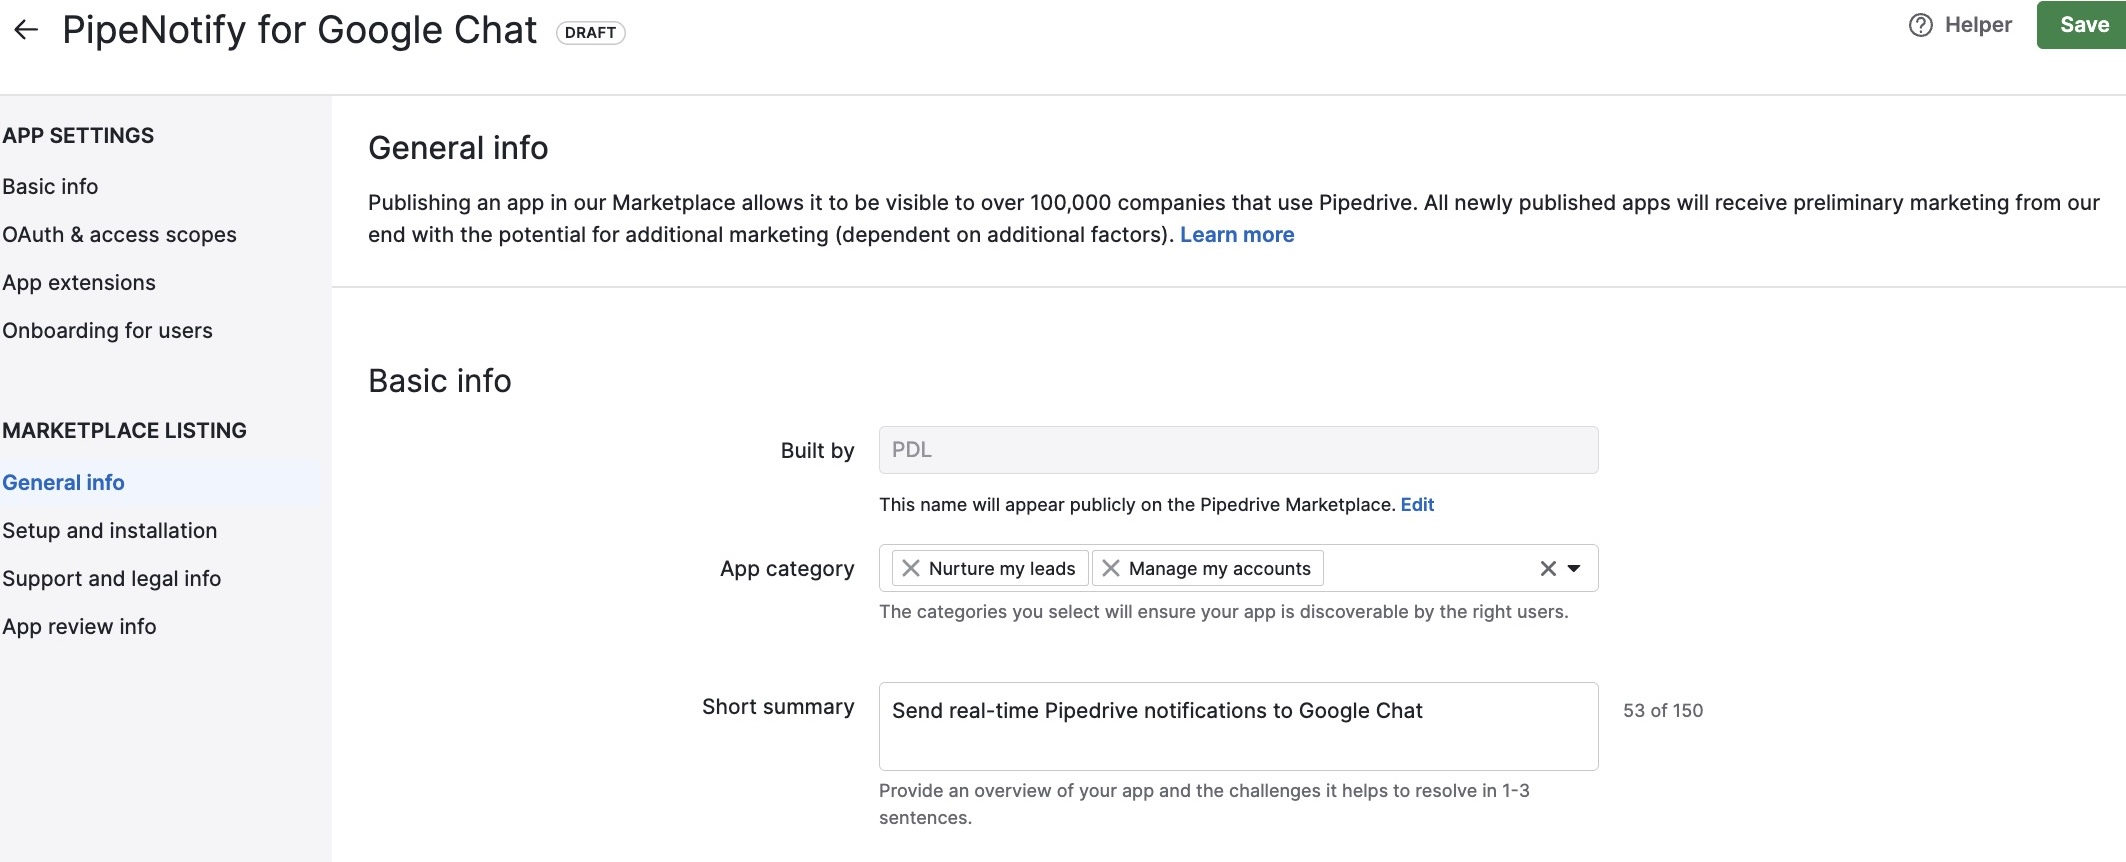 PipeNotify for Google Chat DRAFT
Helper
Save
APP SETTINGS
Basic info
OAuth & access scopes
App extensions
Onboarding for users
MARKETPLACE LISTING
General info
Setup and installation
Support and legal info
App review info
General info
Publishing an app in our Marketplace allows it to be visible to over 100,000 companies that use Pipedrive. All newly published apps will receive preliminary marketing from our
end with the potential for additional marketing (dependent on additional factors). Learn more
Basic info
Built by PDL
This name will appear publicly on the Pipedrive Marketplace. Edit
App category Nurture my leads Manage my accounts
The categories you select will ensure your app is discoverable by the right users.
Short summary Send real-time Pipedrive notifications to Google Chat 53 of 150
Provide an overview of your app and the challenges it helps to resolve in 1-3
sentences.